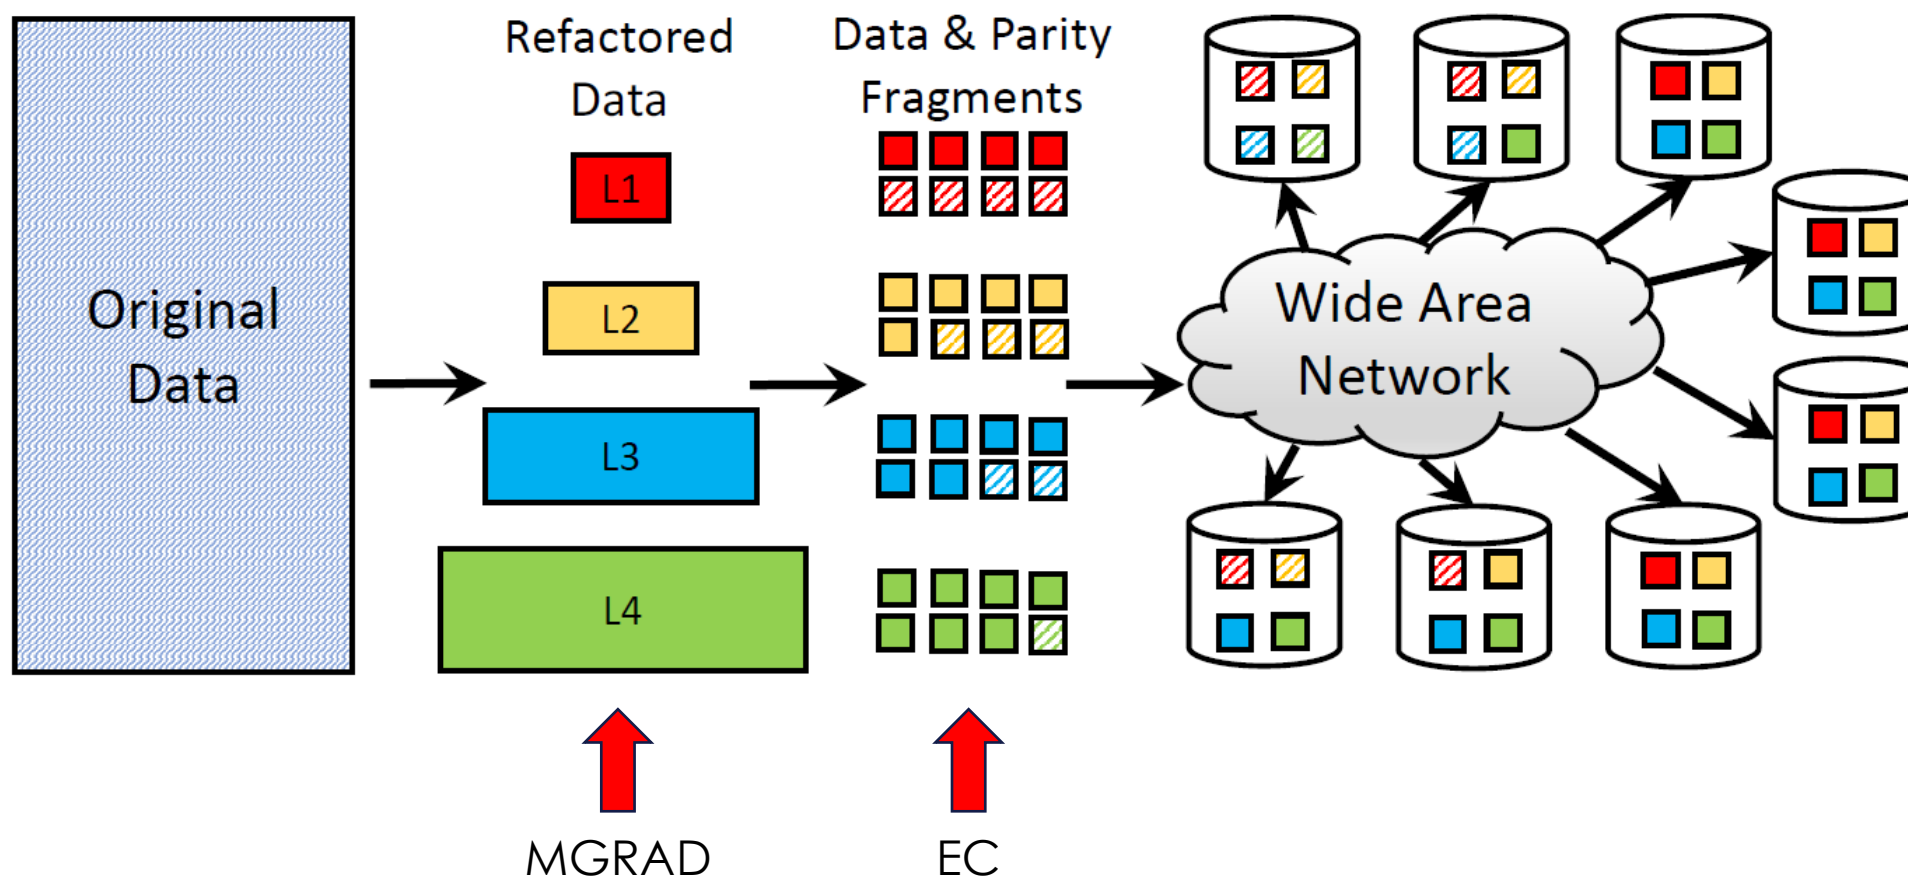 Original
Data
Refactored
Data
L1
L2
L3
L4
MGRAD
Data & Parity
Fragments
EC
Wide Area
Network